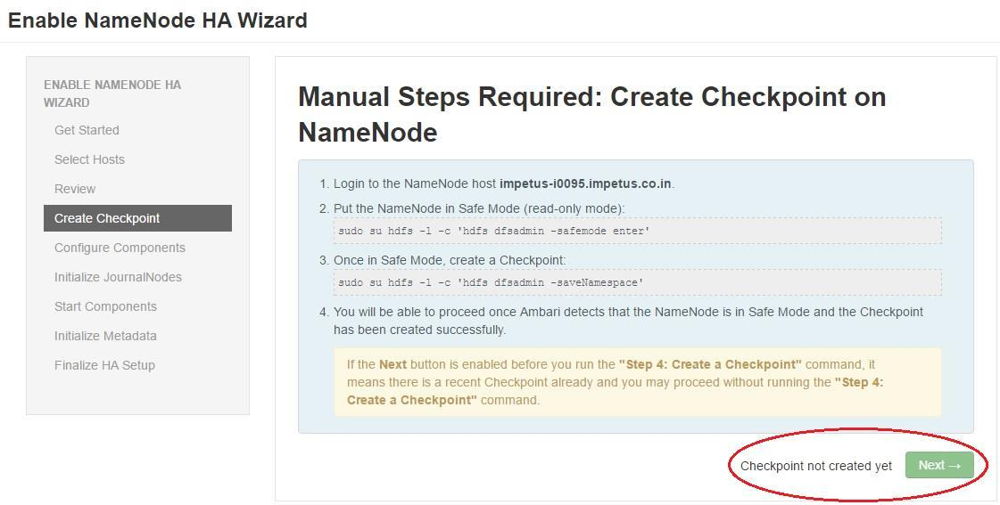 Enable NameNode HA Wizard
ENABLE NAMENODE HA
WIZARD
Get Started
Select Hosts
Review
Create Checkpoint
Configure Components
Initialize JournalNodes
Start Components
Initialize Metadata
Finalize HA Setup
Manual Steps Required: Create Checkpoint on
NameNode
1. Login to the NameNode host impetus-i0095.impetus.co.in.
2. Put the NameNode in Safe Mode (read-only mode):
sudo su hdfs -l -c 'hdfs dfsadmin -safemode enter'
3. Once in Safe Mode, create a Checkpoint:
sudo su hdfs -l -c 'hdfs dfsadmin -saveNamespace'
4. You will be able to proceed once Ambari detects that the NameNode is in Safe Mode and the Checkpoint
has been created successfully.
If the Next button is enabled before you run the "Step 4: Create a Checkpoint" command, it
means there is a recent Checkpoint already and you may proceed without running the "Step 4:
Create a Checkpoint" command.
Checkpoint not created yet Next →